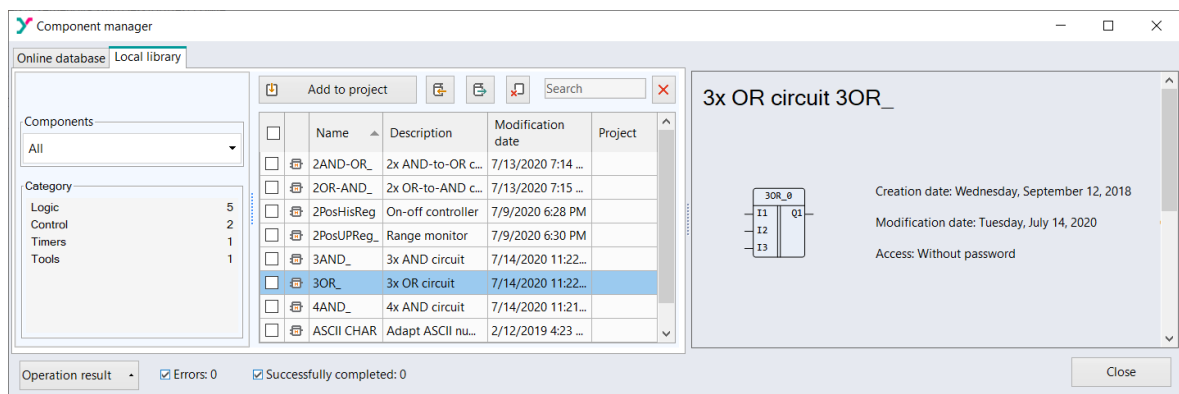 Component manager
Online database Local library
Add to project Search
Components
All
Category
Logic 5
Control 2
Timers 1
Tools 1
Name Description Modification date Project
2AND-OR_ 2x AND-to-OR c... 7/13/2020 7:14 ...
2OR-AND_ 2x OR-to-AND c... 7/13/2020 7:15 ...
2PosHisReg On-off controller 7/9/2020 6:28 PM
2PosUPReg_ Range monitor 7/9/2020 6:30 PM
3AND_ 3x AND circuit 7/14/2020 11:22...
3OR_ 3x OR circuit 7/14/2020 11:22...
4AND_ 4x AND circuit 7/14/2020 11:21...
ASCII CHAR Adapt ASCII nu... 2/12/2019 4:23 ...
3x OR circuit 3OR_
3OR_0
I1 Q1
I2
I3
Creation date: Wednesday, September 12, 2018
Modification date: Tuesday, July 14, 2020
Access: Without password
Operation result Errors: 0 Successfully completed: 0
Close